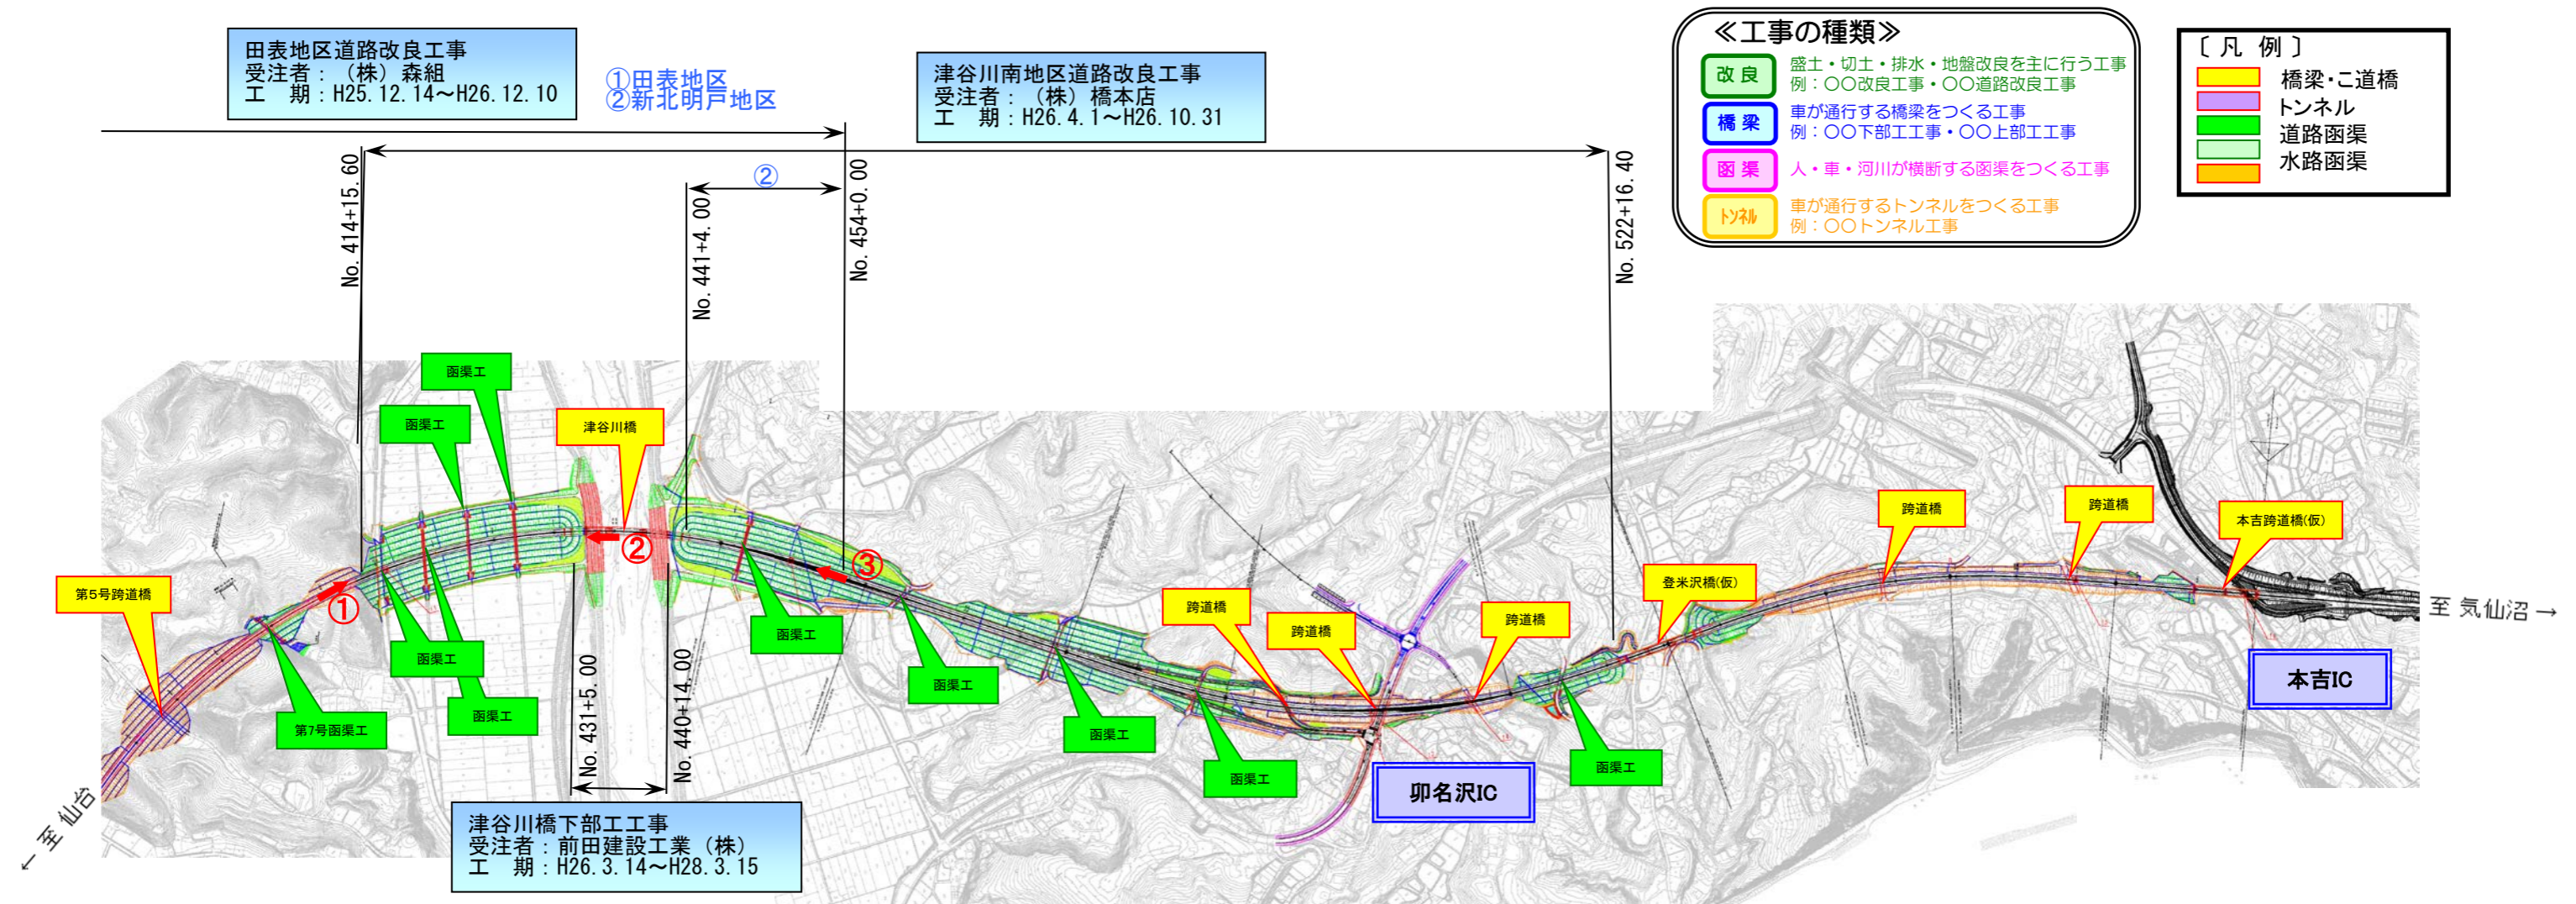 田表地区道路改良工事
受注者：（株）森組
工　期：H25.12.14～H26.12.10
①田表地区
②新北明戸地区
津谷川南地区道路改良工事
受注者：（株）橋本店
工　期：H26.4.1～H26.10.31
≪工事の種類≫
改良
盛土・切土・排水・地盤改良を主に行う工事
例：〇〇改良工事・〇〇道路改良工事
橋梁
車が通行する橋梁をつくる工事
例：〇〇下部工工事・〇〇上部工工事
函渠
人・車・河川が横断する函渠をつくる工事
トンネル
車が通行するトンネルをつくる工事
例：〇〇トンネル工事
〔凡 例〕
橋梁・こ道橋
トンネル
道路函渠
水路函渠
No.414+15.60
②
No.441+4.00
No.454+0.00
No.522+16.40
函渠工
函渠工
津谷川橋
第5号跨道橋
①
②
③
函渠工
函渠工
第7号函渠工
函渠工
函渠工
函渠工
函渠工
函渠工
跨道橋
跨道橋
跨道橋
登米沢橋(仮)
跨道橋
跨道橋
本吉跨道橋(仮)
至 気仙沼→
本吉IC
卯名沢IC
No.431+5.00
No.440+14.00
←至 仙台
津谷川橋下部工工事
受注者：前田建設工業（株）
工　期：H26.3.14～H28.3.15